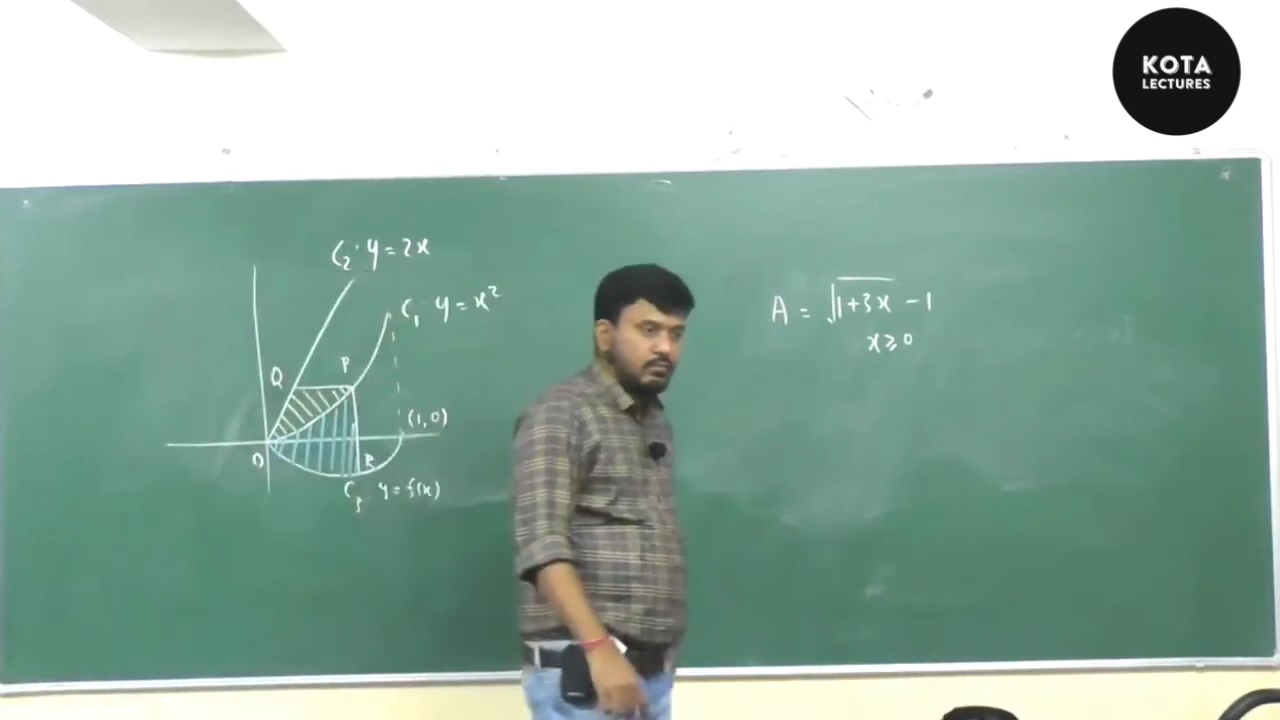 KOTA
LECTURES
C₂: y = 2x
C₁: y = x²
Q
P
(1,0)
O
R
C₃: y = f(x)
A = √(1+3x) - 1
x ≥ 0